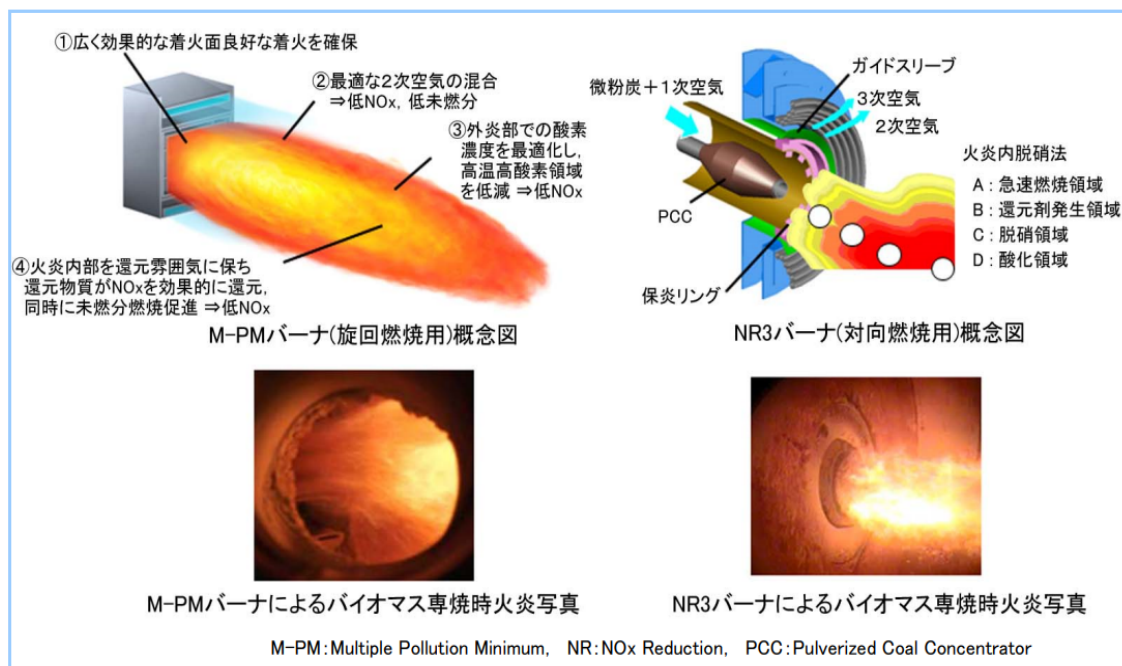 ①広く効果的な着火面良好な着火を確保
②最適な2次空気の混合
⇒低NOx, 低未燃分
③外炎部での酸素
濃度を最適化し,
高温高酸素領域
を低減 ⇒低NOx
④火炎内部を還元雰囲気に保ち
還元物質がNOxを効果的に還元,
同時に未燃分燃焼促進 ⇒低NOx
M-PMバーナ(旋回燃焼用)概念図
微粉炭+1次空気
ガイドスリーブ
3次空気
2次空気
PCC
保炎リング
火炎内脱硝法
A:急速燃焼領域
B:還元剤発生領域
C:脱硝領域
D:酸化領域
NR3バーナ(対向燃焼用)概念図
M-PMバーナによるバイオマス専焼時火炎写真
NR3バーナによるバイオマス専焼時火炎写真
M-PM:Multiple Pollution Minimum, NR:NOx Reduction, PCC:Pulverized Coal Concentrator